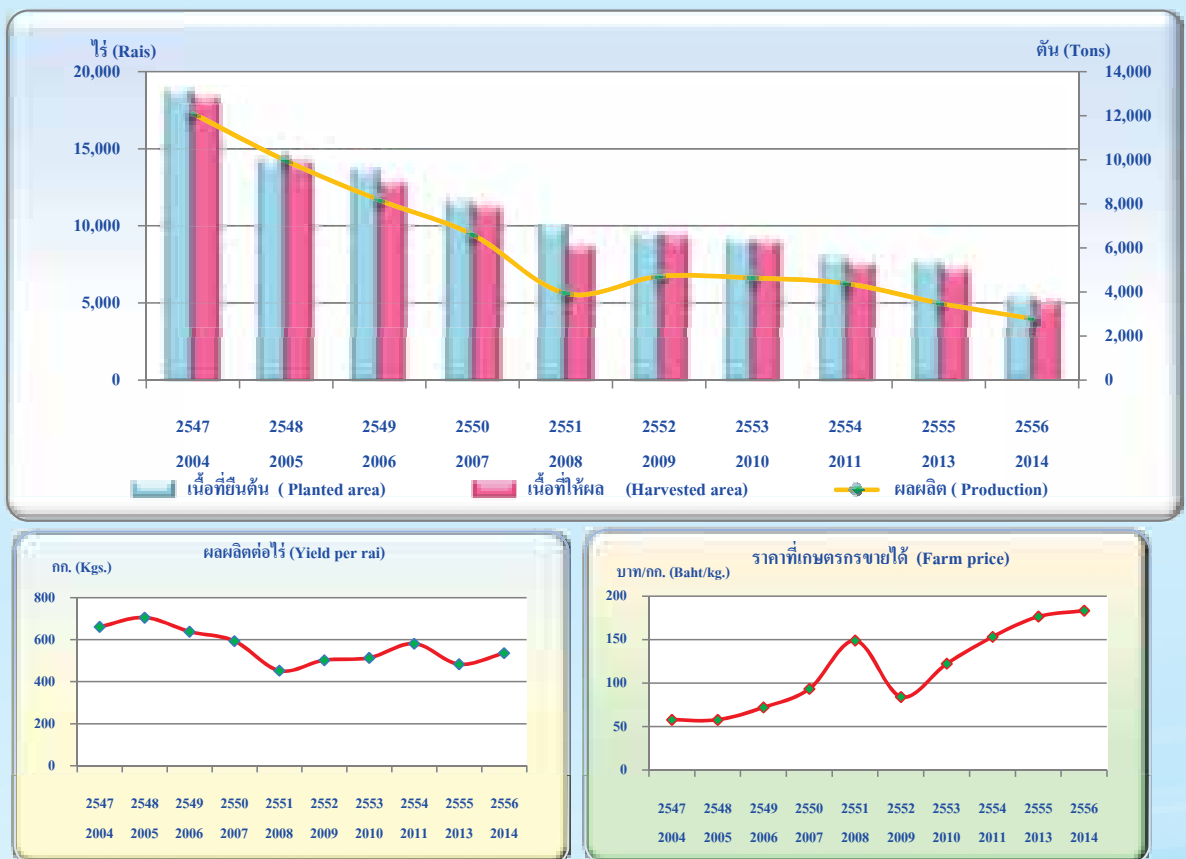 ไร่ (Rais) ตัน (Tons)
20,000 14,000
12,000
15,000
10,000
10,000
8,000
6,000
5,000
4,000
2,000
0 0
2547 2548 2549 2550 2551 2552 2553 2554 2555 2556
2004 2005 2006 2007 2008 2009 2010 2011 2013 2014
เนื้อที่ยืนต้น ( Planted area) เนื้อที่ให้ผล (Harvested area) ผลผลิต ( Production)
ผลผลิตต่อไร่ (Yield per rai)
กก. (Kgs.)
800
600
400
200
0
2547 2548 2549 2550 2551 2552 2553 2554 2555 2556
2004 2005 2006 2007 2008 2009 2010 2011 2013 2014
ราคาที่เกษตรกรขายได้ (Farm price)
บาท/กก. (Baht/kg.)
200
150
100
50
0
2547 2548 2549 2550 2551 2552 2553 2554 2555 2556
2004 2005 2006 2007 2008 2009 2010 2011 2013 2014